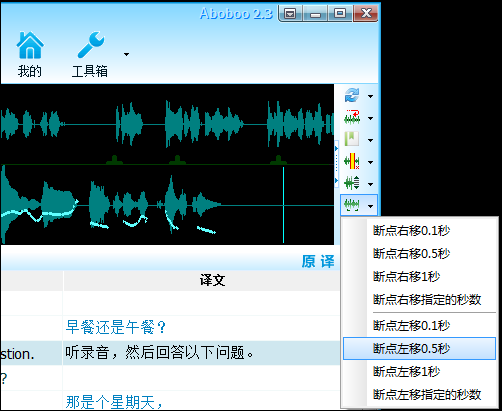 Aboboo 2.3
我的
工具箱
原 译
译文
早餐还是午餐？
stion.
听录音，然后回答以下问题。
?
那是个星期天，
断点右移0.1秒
断点右移0.5秒
断点右移1秒
断点右移指定的秒数
断点左移0.1秒
断点左移0.5秒
断点左移1秒
断点左移指定的秒数